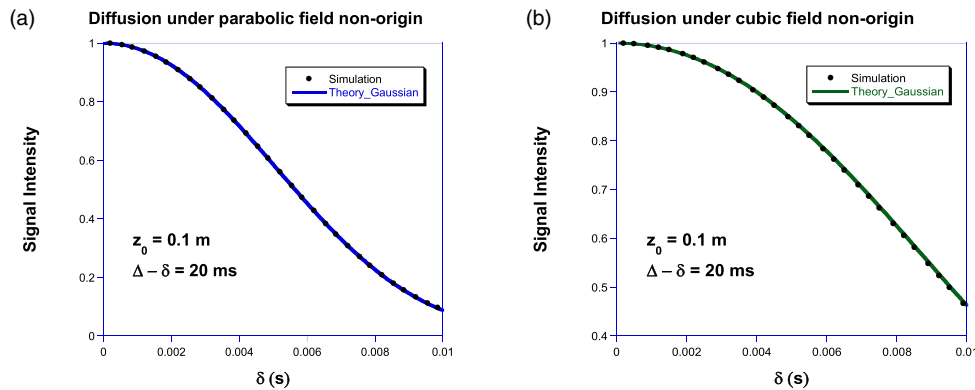 (a)
Diffusion under parabolic field non-origin
1
0.8
0.6
0.4
0.2
0
Signal Intensity
Simulation
Theory_Gaussian
z0 = 0.1 m
Δ – δ = 20 ms
0
0.002
0.004
0.006
0.008
0.01
δ (s)
(b)
Diffusion under cubic field non-origin
1
0.9
0.8
0.7
0.6
0.5
0.4
Signal Intensity
Simulation
Theory_Gaussian
z0 = 0.1 m
Δ – δ = 20 ms
0
0.002
0.004
0.006
0.008
0.01
δ (s)